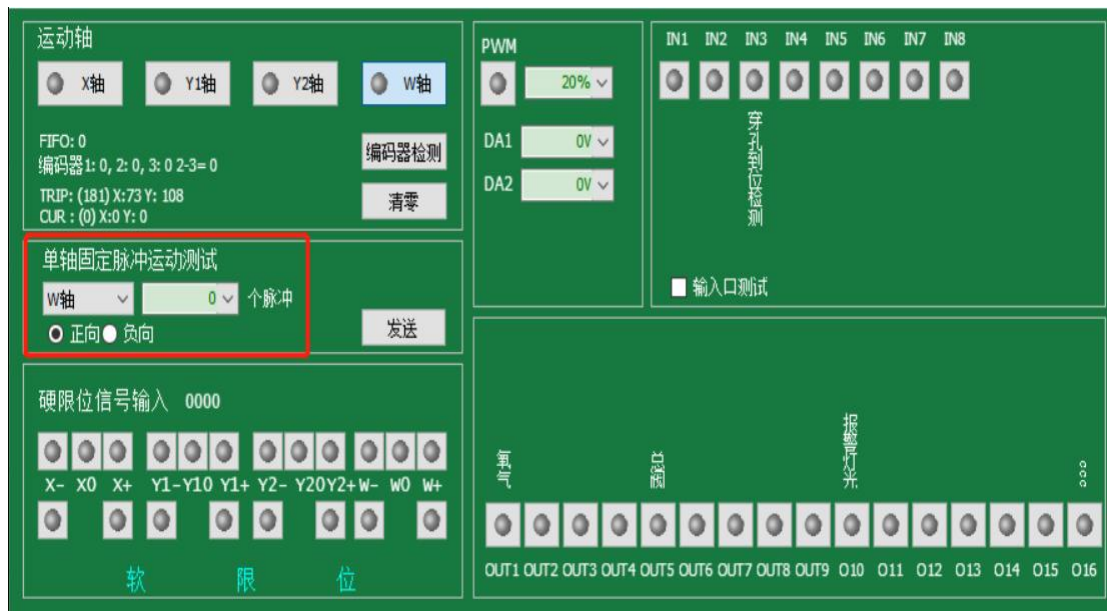 运动轴
X轴 Y1轴 Y2轴 W轴
FIFO: 0
编码器1: 0, 2: 0, 3: 0 2-3= 0
编码器检测
TRIP: (181) X:73 Y: 108
CUR : (0) X:0 Y: 0
清零
单轴固定脉冲运动测试
W轴 0 个脉冲
正向 负向
发送
硬限位信号输入 0000
X- X0 X+ Y1- Y10 Y1+ Y2- Y20 Y2+ W- W0 W+
软 限 位
PWM
20%
DA1 0V
DA2 0V
IN1 IN2 IN3 IN4 IN5 IN6 IN7 IN8
穿孔到位检测
输入口测试
氧气 总阀 报警灯光
OUT1 OUT2 OUT3 OUT4 OUT5 OUT6 OUT7 OUT8 OUT9 O10 O11 O12 O13 O14 O15 O16